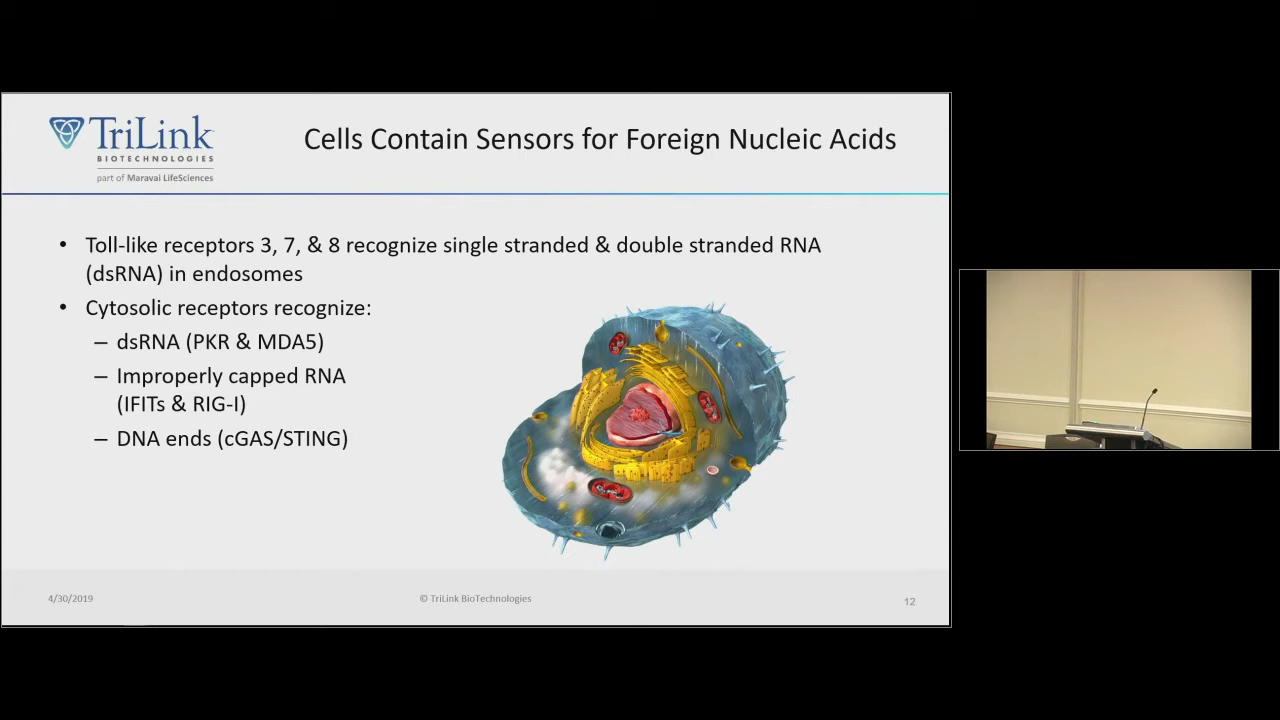 TriLink
BIOTECHNOLOGIES
part of Maravai LifeSciences
Cells Contain Sensors for Foreign Nucleic Acids
• Toll-like receptors 3, 7, & 8 recognize single stranded & double stranded RNA
(dsRNA) in endosomes
• Cytosolic receptors recognize:
– dsRNA (PKR & MDA5)
– Improperly capped RNA
(IFITs & RIG-I)
– DNA ends (cGAS/STING)
4/30/2019
© TriLink BioTechnologies
12